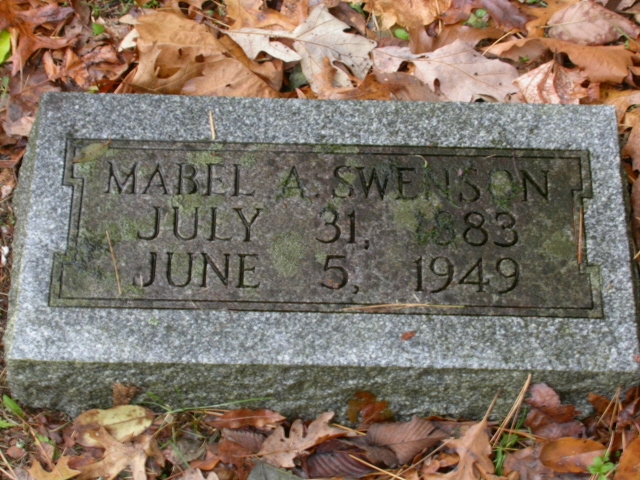 MABEL A. SWENSON
JULY 31, 1883
JUNE 5, 1949